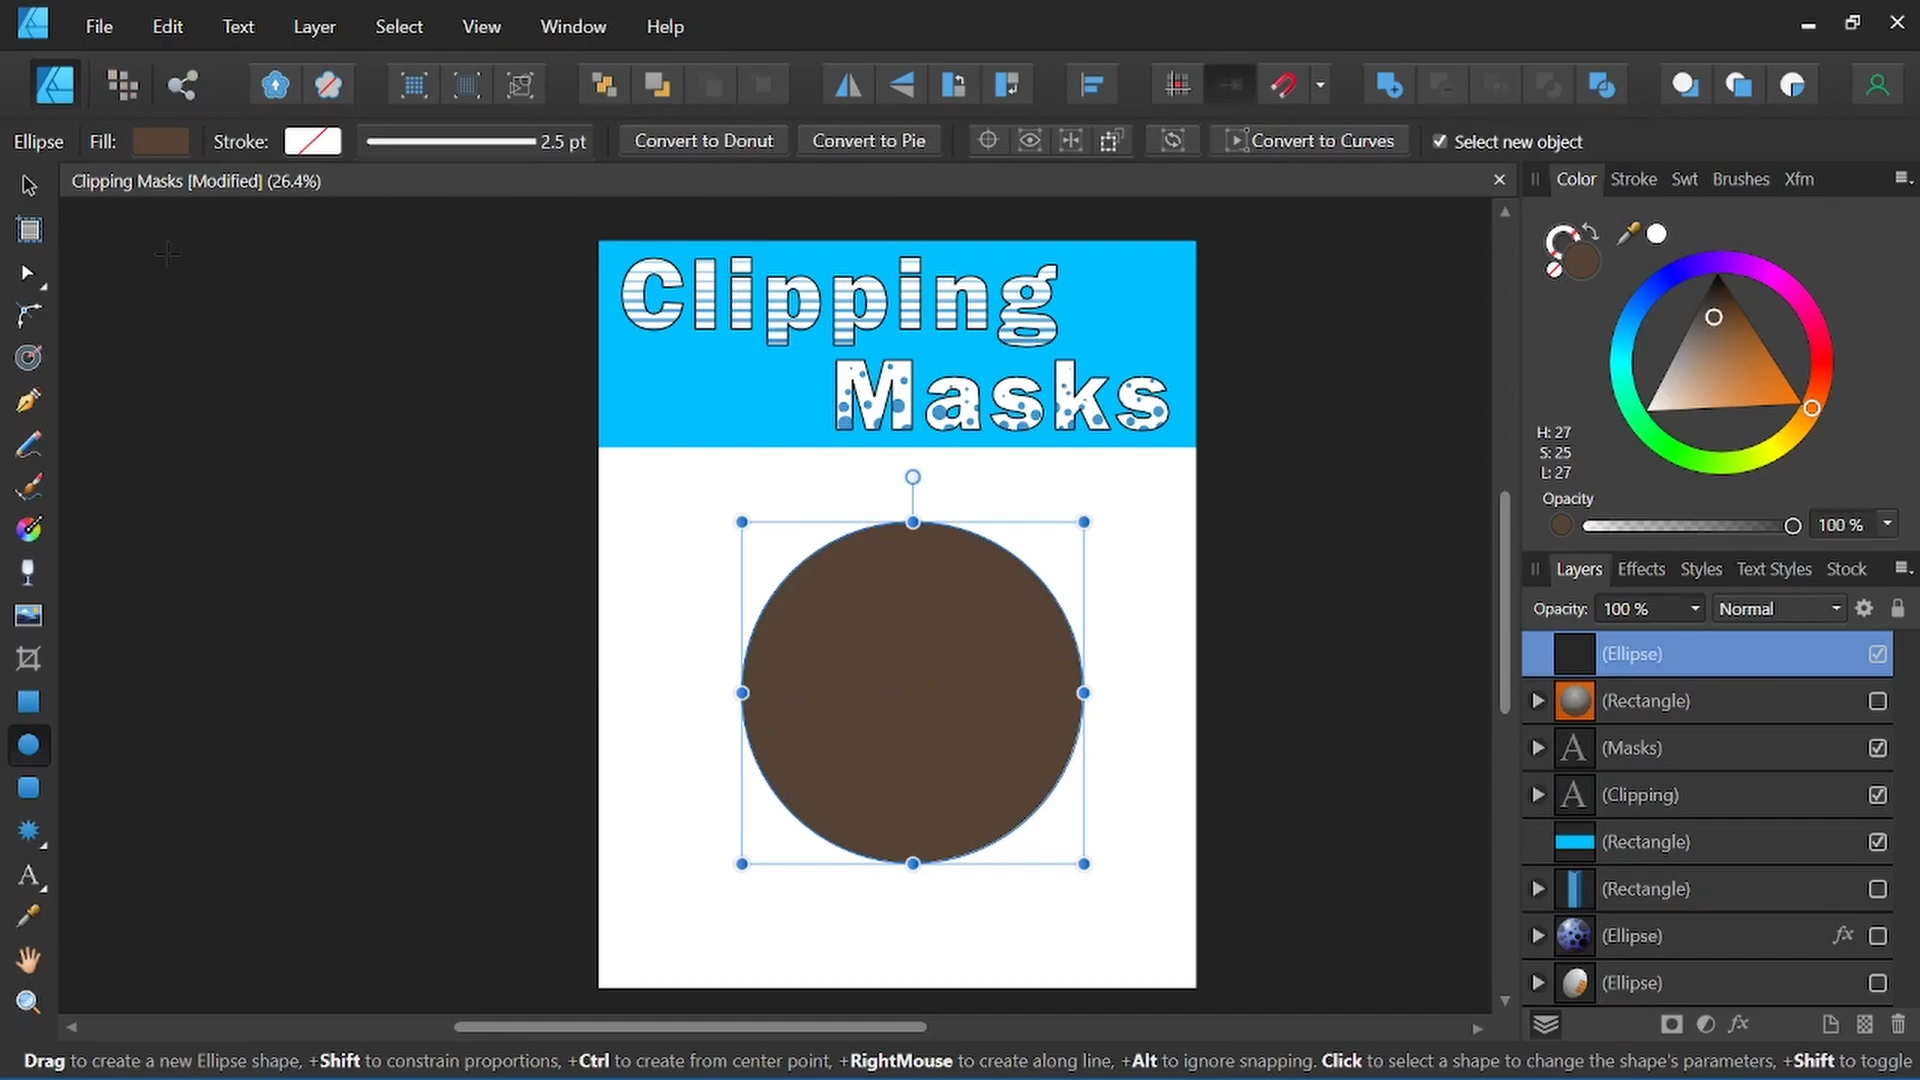 File Edit Text Layer Select View Window Help
Ellipse Fill: Stroke: 2.5 pt Convert to Donut Convert to Pie Convert to Curves Select new object
Clipping Masks [Modified] (26.4%)
Color Stroke Swt Brushes Xfm
Clipping
Masks
H: 27
S: 25
L: 27
Opacity
100 %
Layers Effects Styles Text Styles Stock
Opacity: 100 % Normal
(Ellipse)
(Rectangle)
A (Masks)
A (Clipping)
(Rectangle)
(Rectangle)
(Ellipse) fx
(Ellipse)
fx
Drag to create a new Ellipse shape, +Shift to constrain proportions, +Ctrl to create from center point, +RightMouse to create along line, +Alt to ignore snapping. Click to select a shape to change the shape's parameters, +Shift to toggle